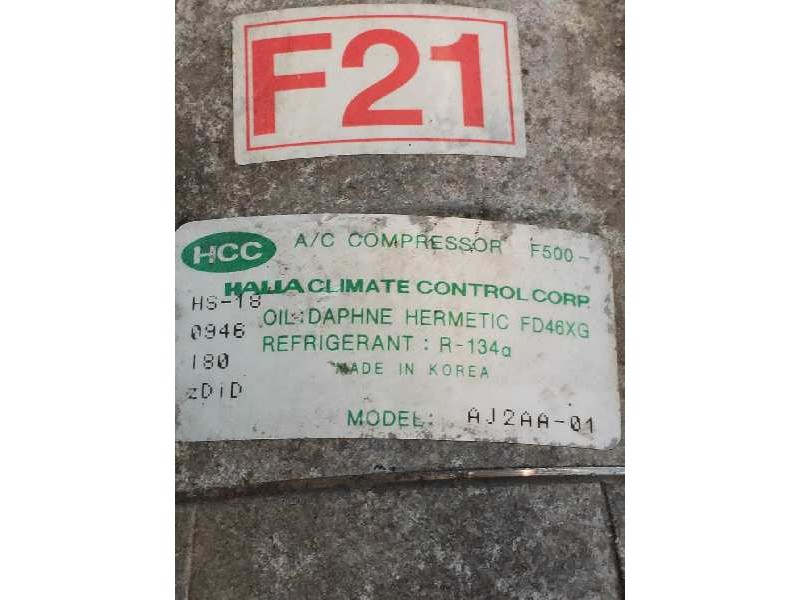 F21
HCC A/C COMPRESSOR F500-
HALLA CLIMATE CONTROL CORP.
HS-18
OIL:DAPHNE HERMETIC FD46XG
0946
REFRIGERANT: R-134a
180
MADE IN KOREA
zDiD
MODEL: AJ2AA-01